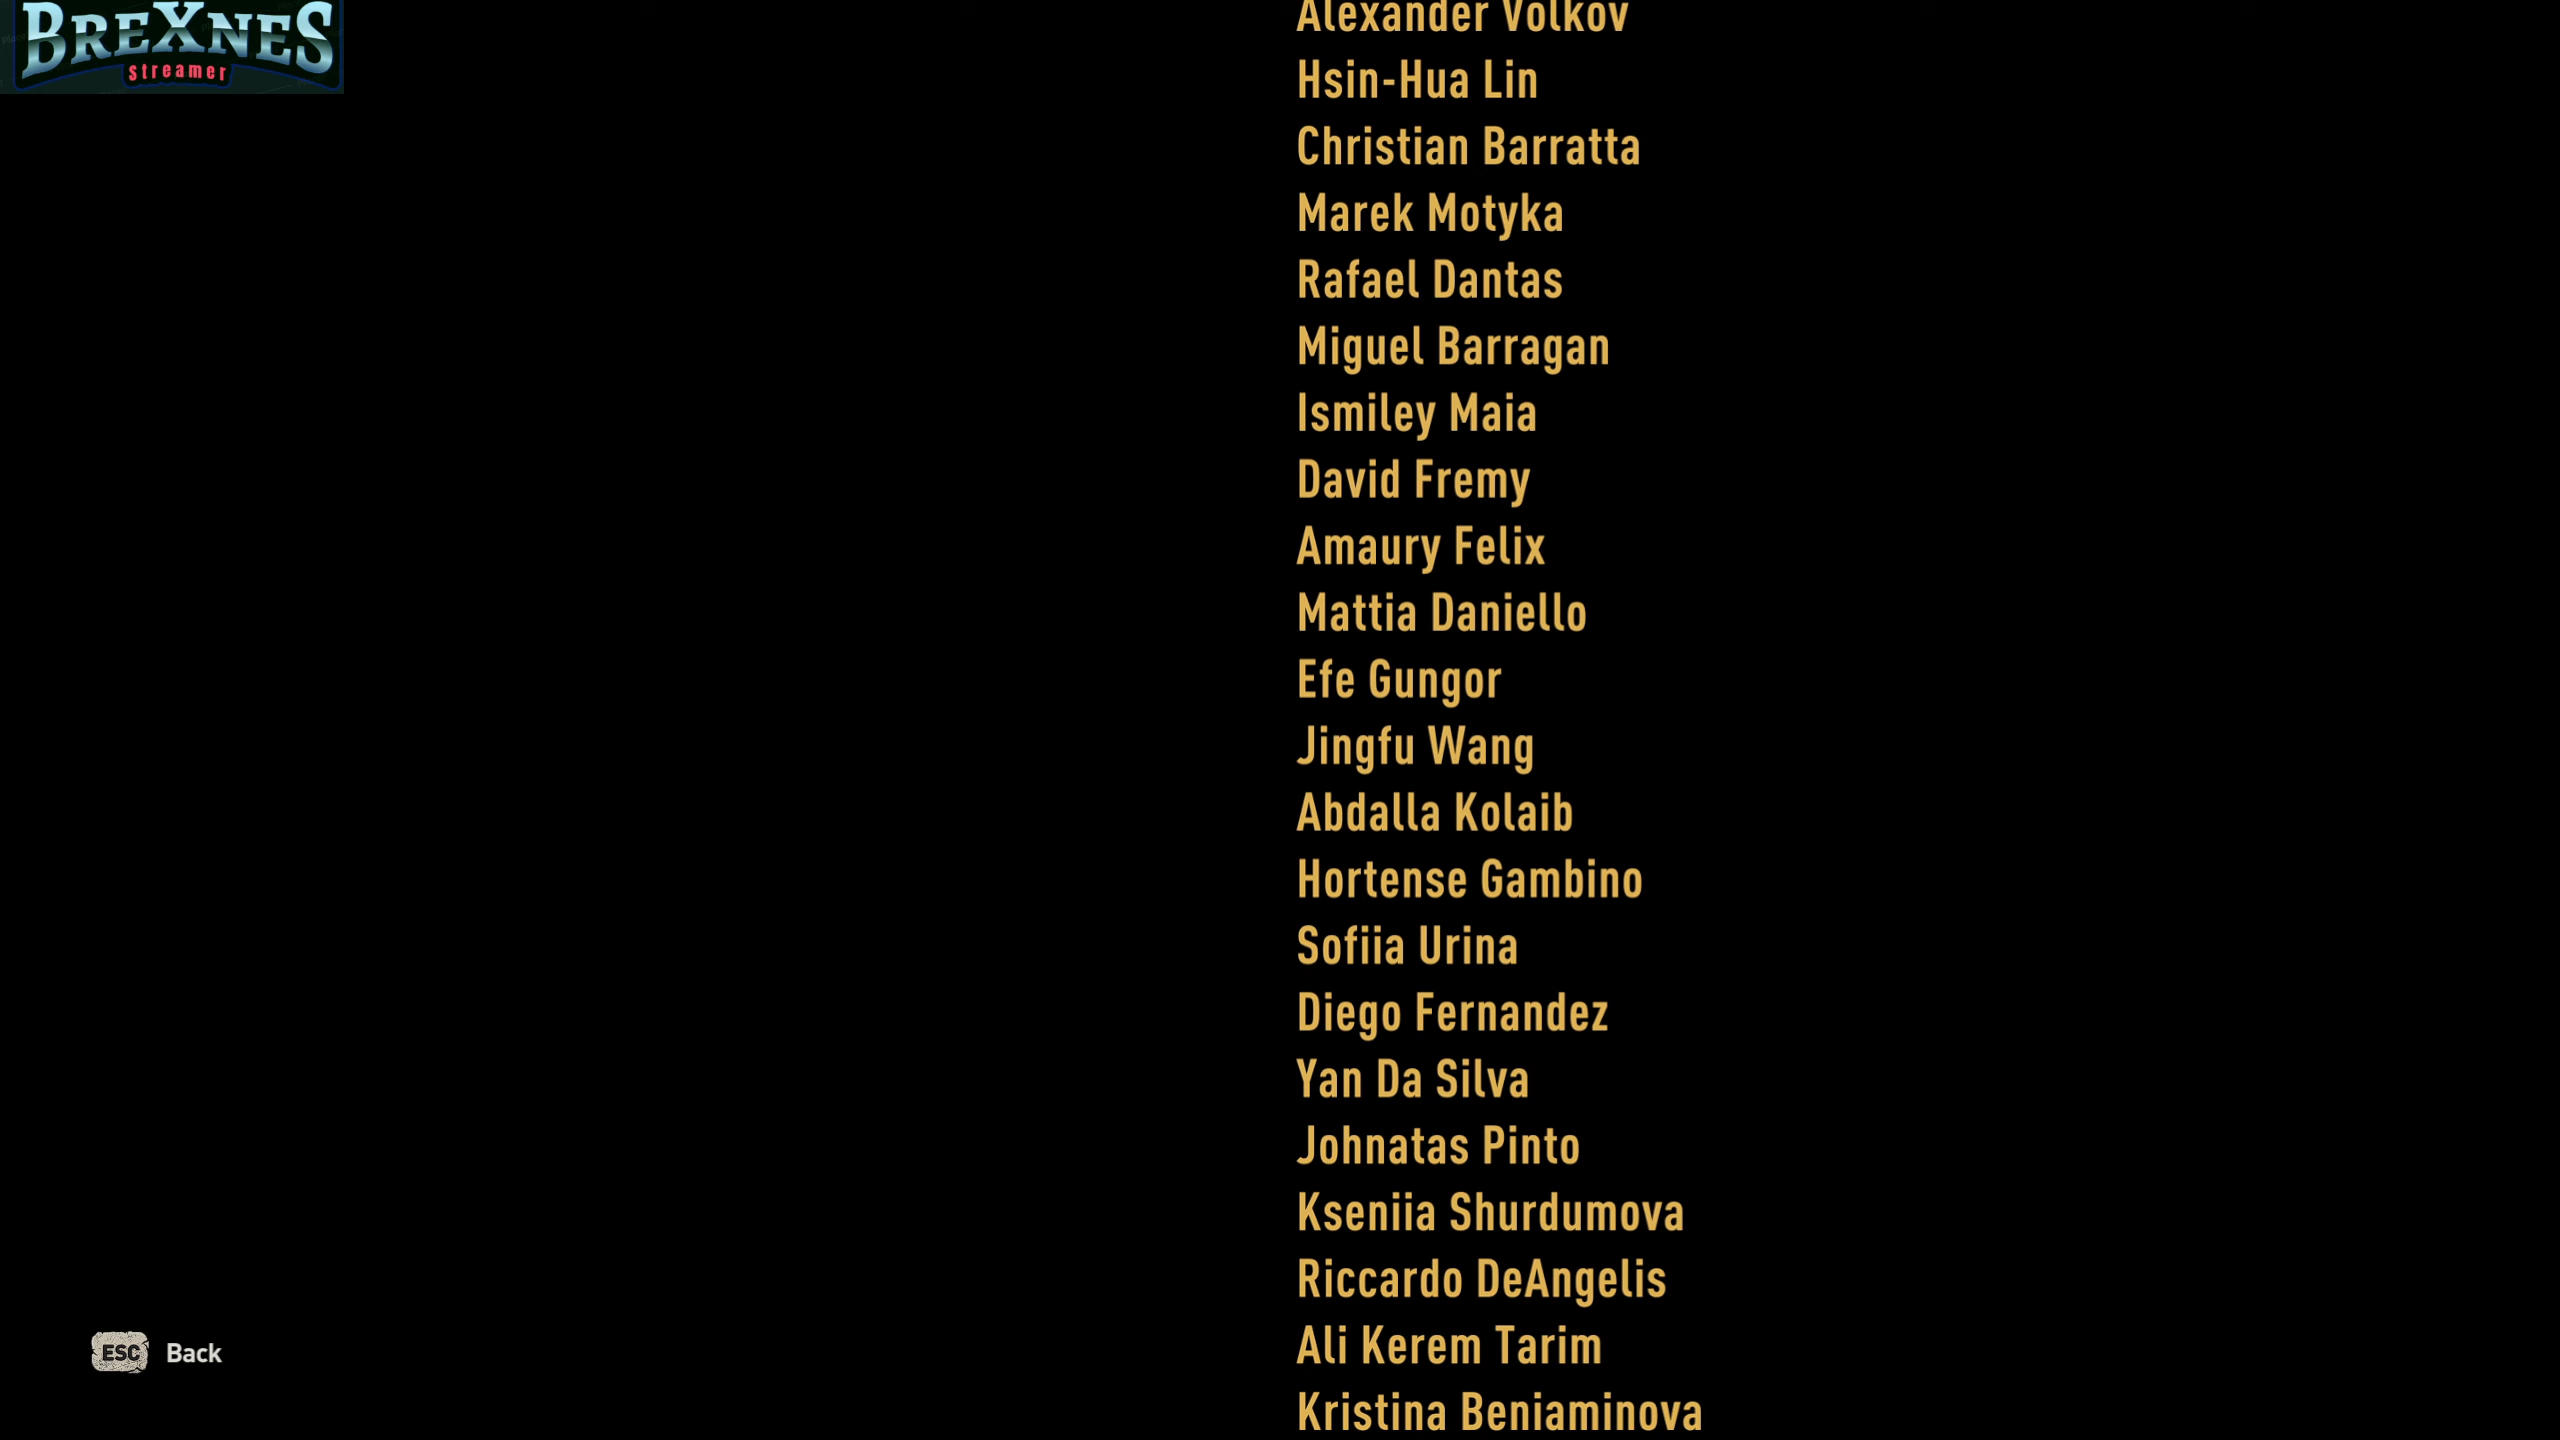 BREXNES
streamer
Alexander Volkov
Hsin-Hua Lin
Christian Barratta
Marek Motyka
Rafael Dantas
Miguel Barragan
Ismiley Maia
David Fremy
Amaury Felix
Mattia Daniello
Efe Gungor
Jingfu Wang
Abdalla Kolaib
Hortense Gambino
Sofiia Urina
Diego Fernandez
Yan Da Silva
Johnatas Pinto
Kseniia Shurdumova
Riccardo DeAngelis
Ali Kerem Tarim
Kristina Beniaminova
ESC Back